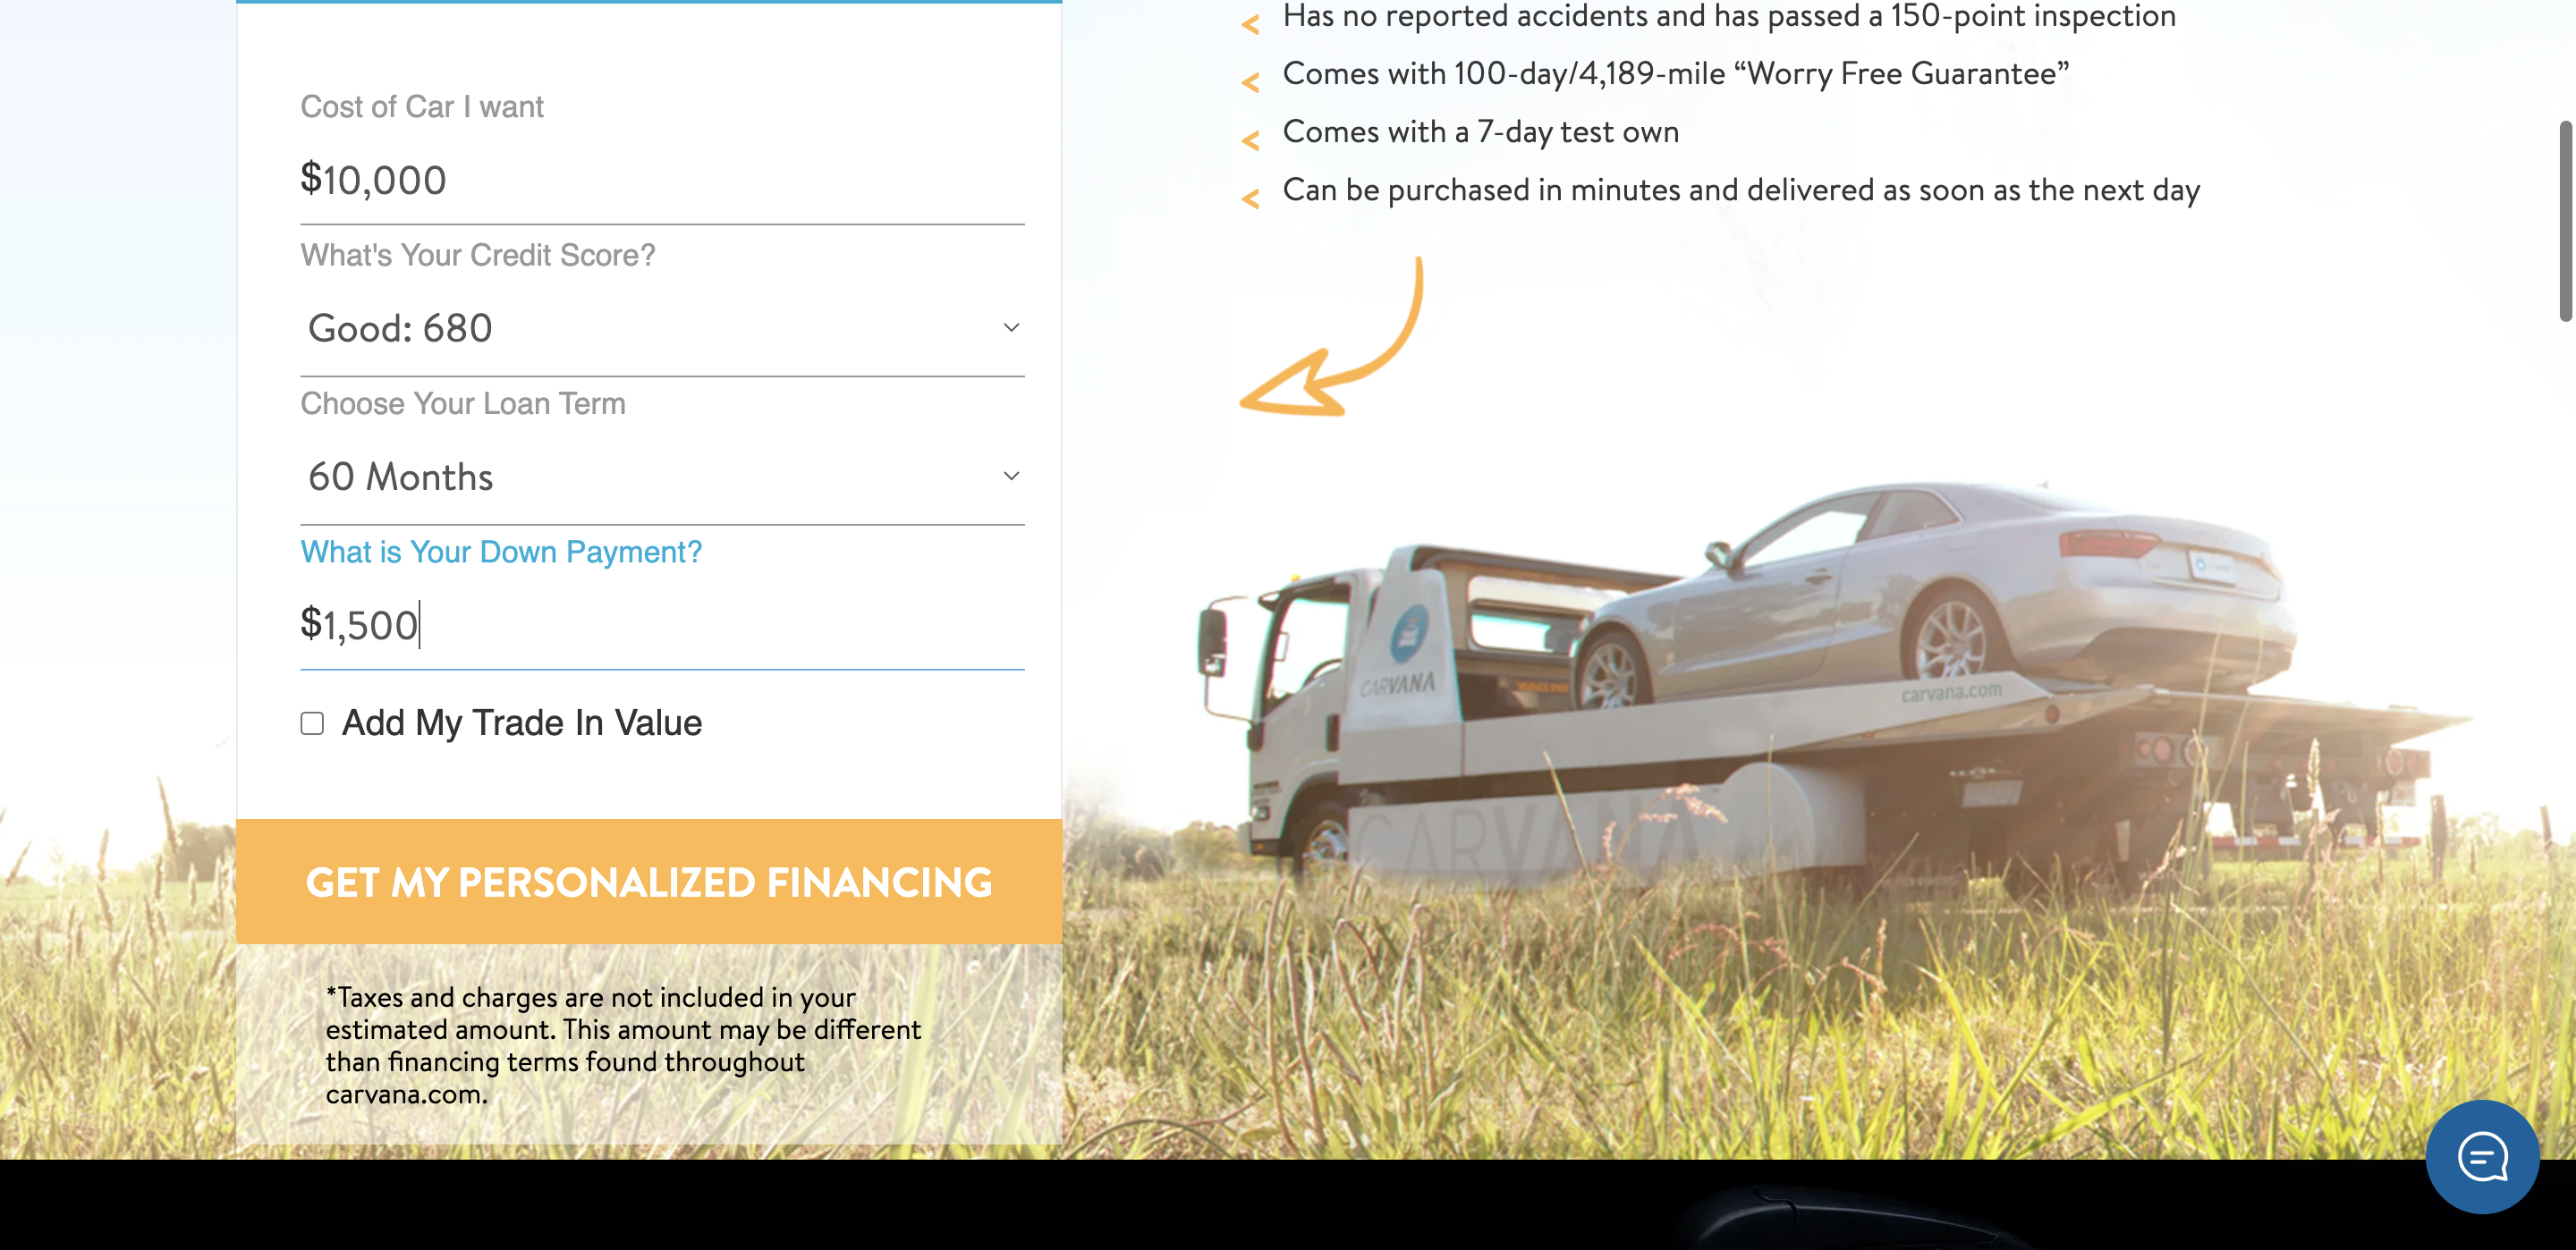 Has no reported accidents and has passed a 150-point inspection
Comes with 100-day/4,189-mile “Worry Free Guarantee”
Comes with a 7-day test own
Can be purchased in minutes and delivered as soon as the next day
Cost of Car I want
$10,000
What's Your Credit Score?
Good: 680
Choose Your Loan Term
60 Months
What is Your Down Payment?
$1,500
Add My Trade In Value
GET MY PERSONALIZED FINANCING
*Taxes and charges are not included in your
estimated amount. This amount may be different
than financing terms found throughout
carvana.com.
CARVANA
carvana.com
CARVANA